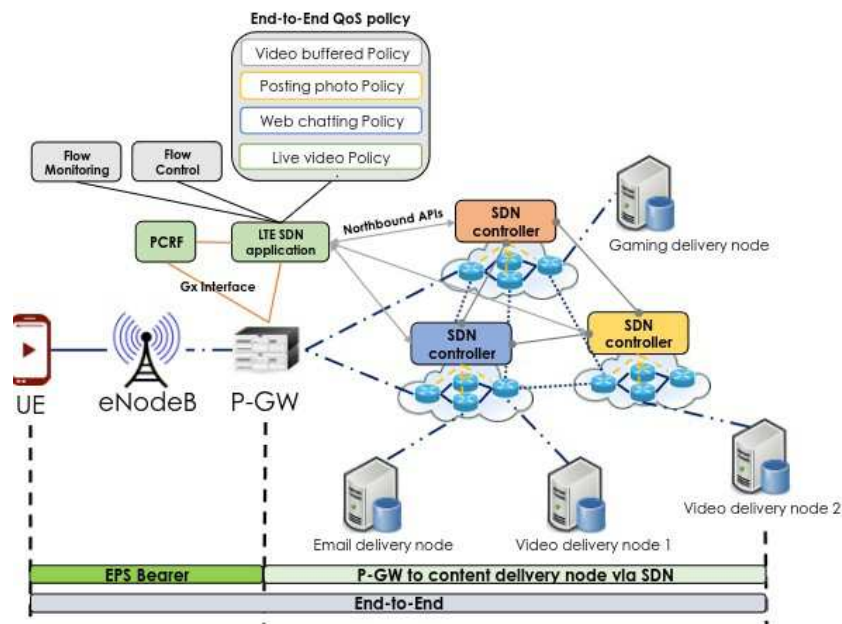 End-to-End QoS policy
Video buffered Policy
Posting photo Policy
Web chatting Policy
Live video Policy
Flow
Monitoring
Flow
Control
PCRF
LTE SDN
application
Northbound APIs
SDN
controller
Gaming delivery node
Gx Interface
SDN
controller
SDN
controller
UE
eNodeB
P-GW
Email delivery node
Video delivery node 1
Video delivery node 2
EPS Bearer
P-GW to content delivery node via SDN
End-to-End